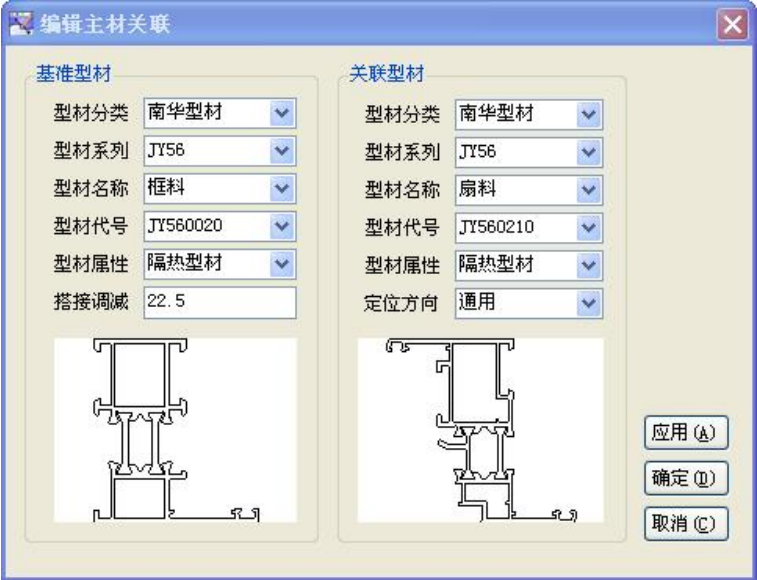 编辑主材关联
基准型材
型材分类 南华型材
型材系列 JY56
型材名称 框料
型材代号 JY560020
型材属性 隔热型材
搭接调减 22.5
关联型材
型材分类 南华型材
型材系列 JY56
型材名称 扇料
型材代号 JY560210
型材属性 隔热型材
定位方向 通用
应用(A)
确定(D)
取消(C)